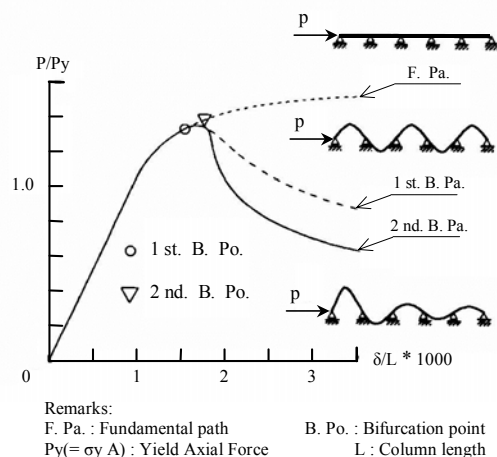 p
P/Py
F. Pa.
p
1.0
1 st. B. Pa.
2 nd. B. Pa.
1 st. B. Po.
2 nd. B. Po.
p
0
1
2
3
δ/L * 1000
Remarks:
F. Pa. : Fundamental path
B. Po. : Bifurcation point
Py(= σy A) : Yield Axial Force
L : Column length